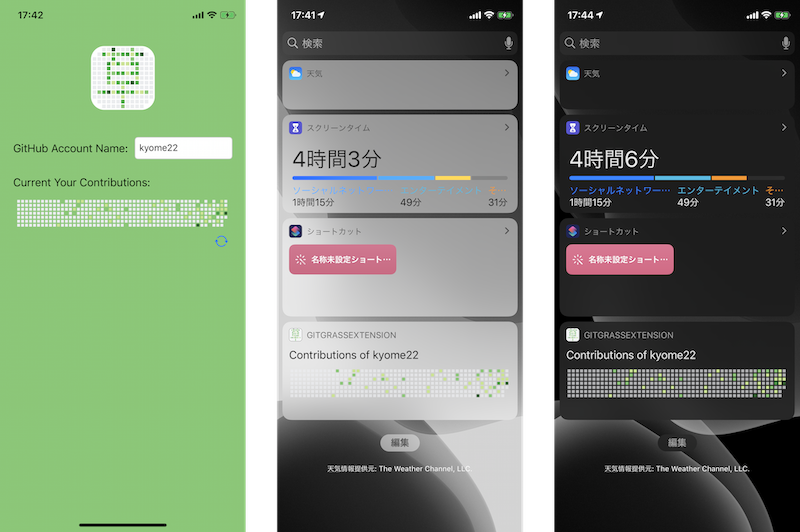 17:42
GitHub Account Name:
kyome22
Current Your Contributions:
17:41
検索
天気
スクリーンタイム
4時間3分
ソーシャルネットワー…
エンターテイメント
そ…
1時間15分
49分
31分
ショートカット
名称未設定ショート…
GITGRASSEXTENSION
Contributions of kyome22
編集
天気情報提供元: The Weather Channel, LLC.
17:44
検索
天気
スクリーンタイム
4時間6分
ソーシャルネットワー…
エンターテイメント
そ…
1時間15分
49分
31分
ショートカット
名称未設定ショート…
GITGRASSEXTENSION
Contributions of kyome22
編集
天気情報提供元: The Weather Channel, LLC.